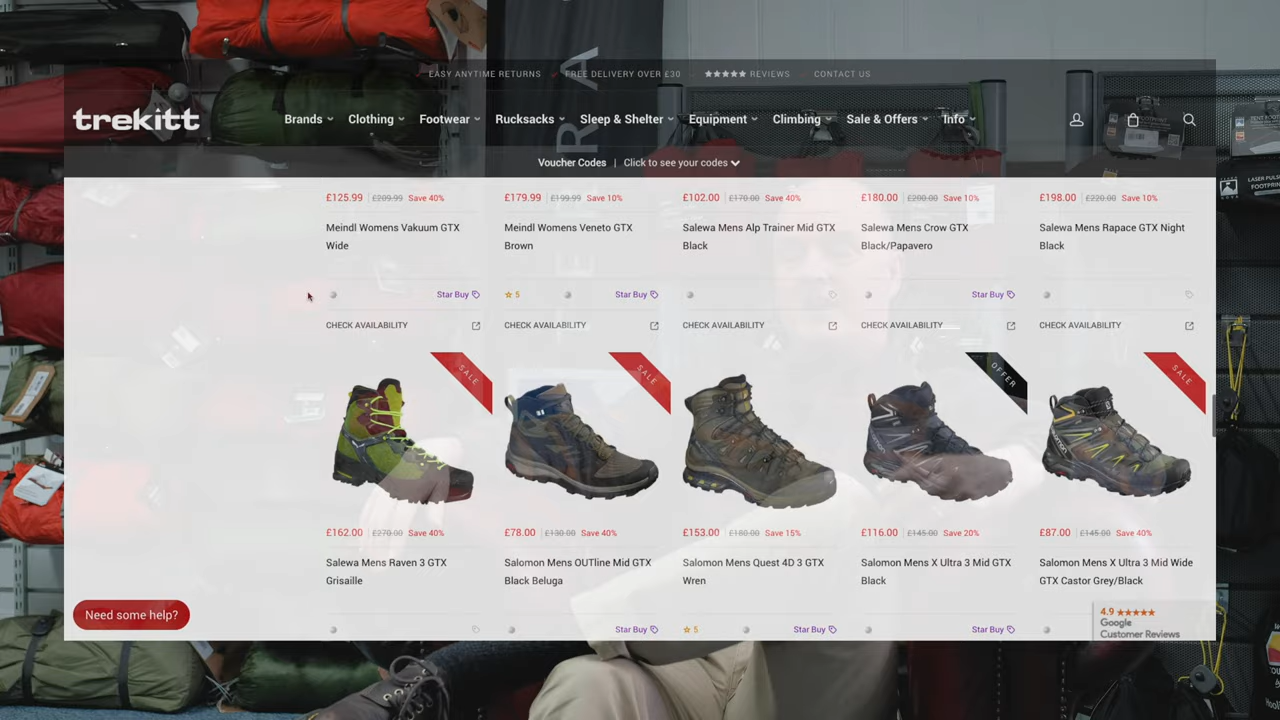 EASY ANYTIME RETURNS
FREE DELIVERY OVER £30
REVIEWS
CONTACT US
trekitt
Brands
Clothing
Footwear
Rucksacks
Sleep & Shelter
Equipment
Climbing
Sale & Offers
Info
Voucher Codes | Click to see your codes
£125.99 £209.99 Save 40%
£179.99 £199.99 Save 10%
£102.00 £170.00 Save 40%
£180.00 £200.00 Save 10%
£198.00 £220.00 Save 10%
Meindl Womens Vakuum GTX
Wide
Meindl Womens Veneto GTX
Brown
Salewa Mens Alp Trainer Mid GTX
Black
Salewa Mens Crow GTX
Black/Papavero
Salewa Mens Rapace GTX Night
Black
Star Buy
5
Star Buy
Star Buy
CHECK AVAILABILITY
CHECK AVAILABILITY
CHECK AVAILABILITY
CHECK AVAILABILITY
CHECK AVAILABILITY
SALE
SALE
OFFER
SALE
£162.00 £270.00 Save 40%
£78.00 £130.00 Save 40%
£153.00 £180.00 Save 15%
£116.00 £145.00 Save 20%
£87.00 £145.00 Save 40%
Salewa Mens Raven 3 GTX
Grisaille
Salomon Mens OUTline Mid GTX
Black Beluga
Salomon Mens Quest 4D 3 GTX
Wren
Salomon Mens X Ultra 3 Mid GTX
Black
Salomon Mens X Ultra 3 Mid Wide
GTX Castor Grey/Black
Need some help?
Star Buy
5
Star Buy
Star Buy
4.9
Google
Customer Reviews